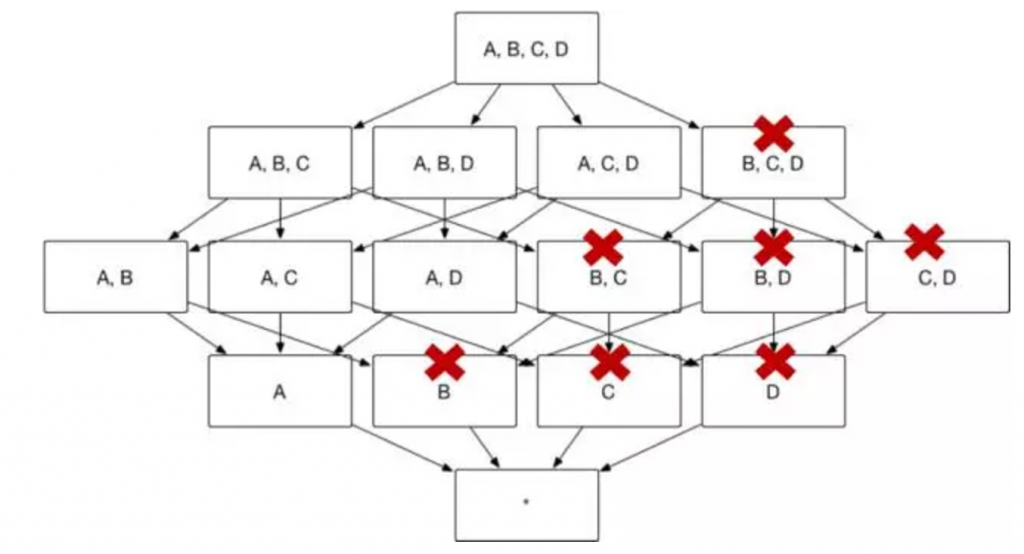 A, B, C, D
A, B, C
A, B, D
A, C, D
B, C, D
A, B
A, C
A, D
B, C
B, D
C, D
A
B
C
D
*